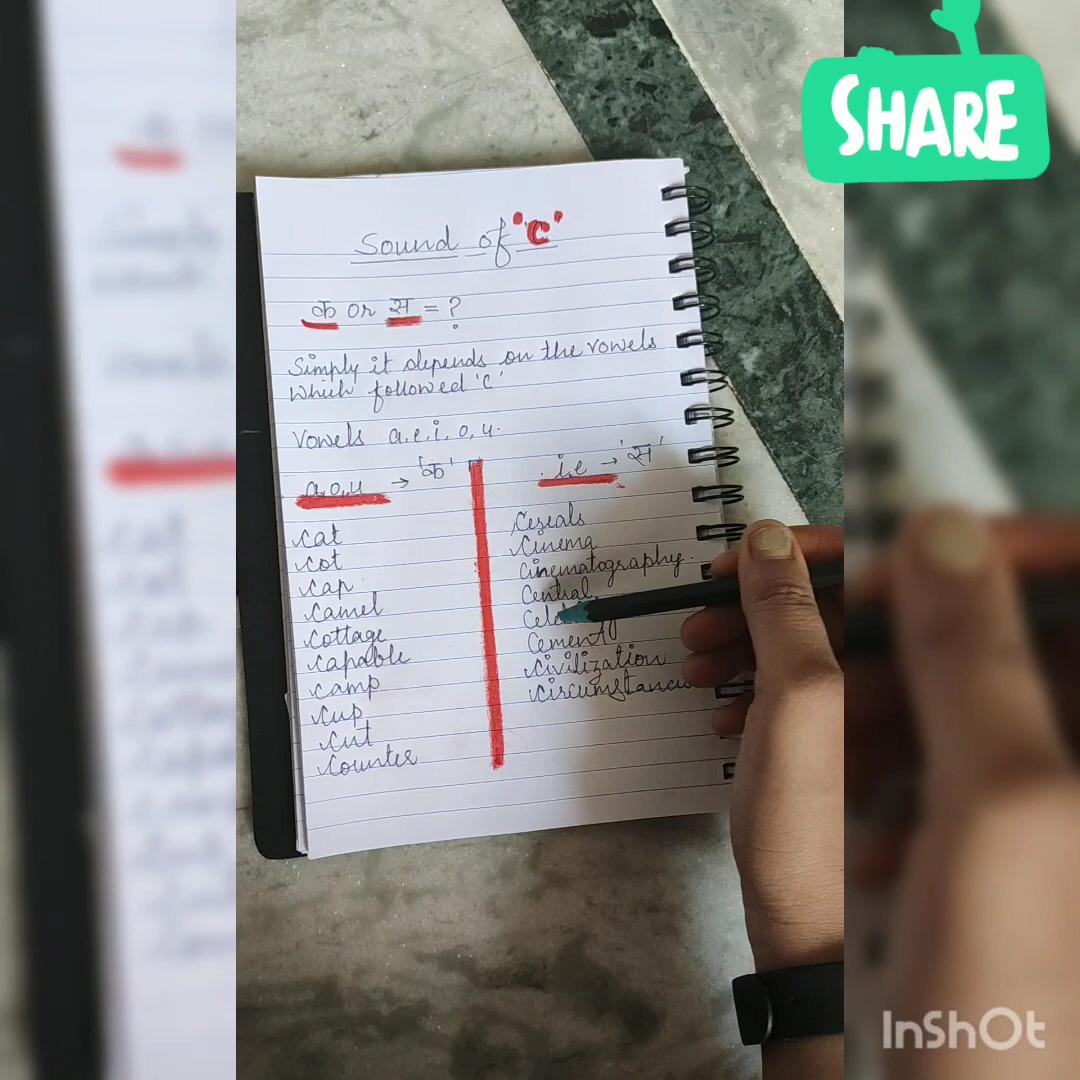 SHARE
Sound of 'C'
क or स = ?
Simply it depends on the vowels
which followed 'C'
Vowels a, e, i, o, u.
a, o, u → 'क'
i, e → 'स'
Cat
Cot
Cap
Camel
Cottage
Capable
Camp
Cup
Cut
Counter
Cereals
Cinema
Cinematography
Central
Cement
Civilization
InShOt